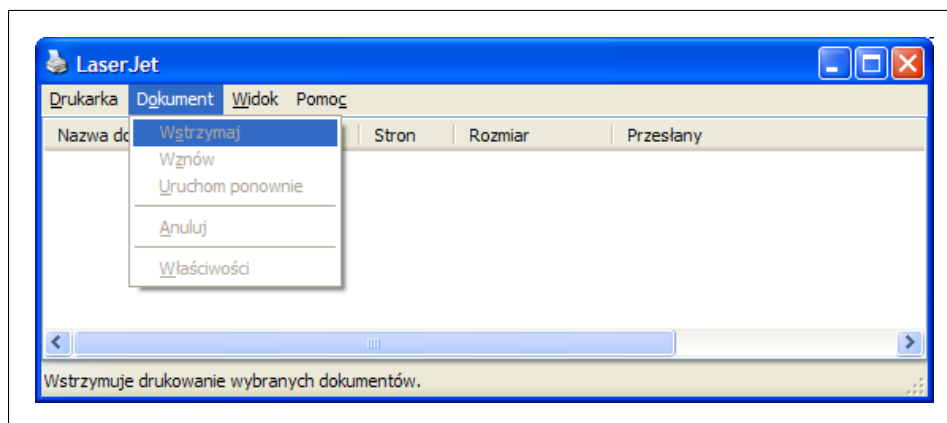 LaserJet
Drukarka Dokument Widok Pomoc
Nazwa Stron Rozmiar Przesłany
Wstrzymaj
Wznów
Uruchom ponownie
Anuluj
Właściwości
Wstrzymuje drukowanie wybranych dokumentów.